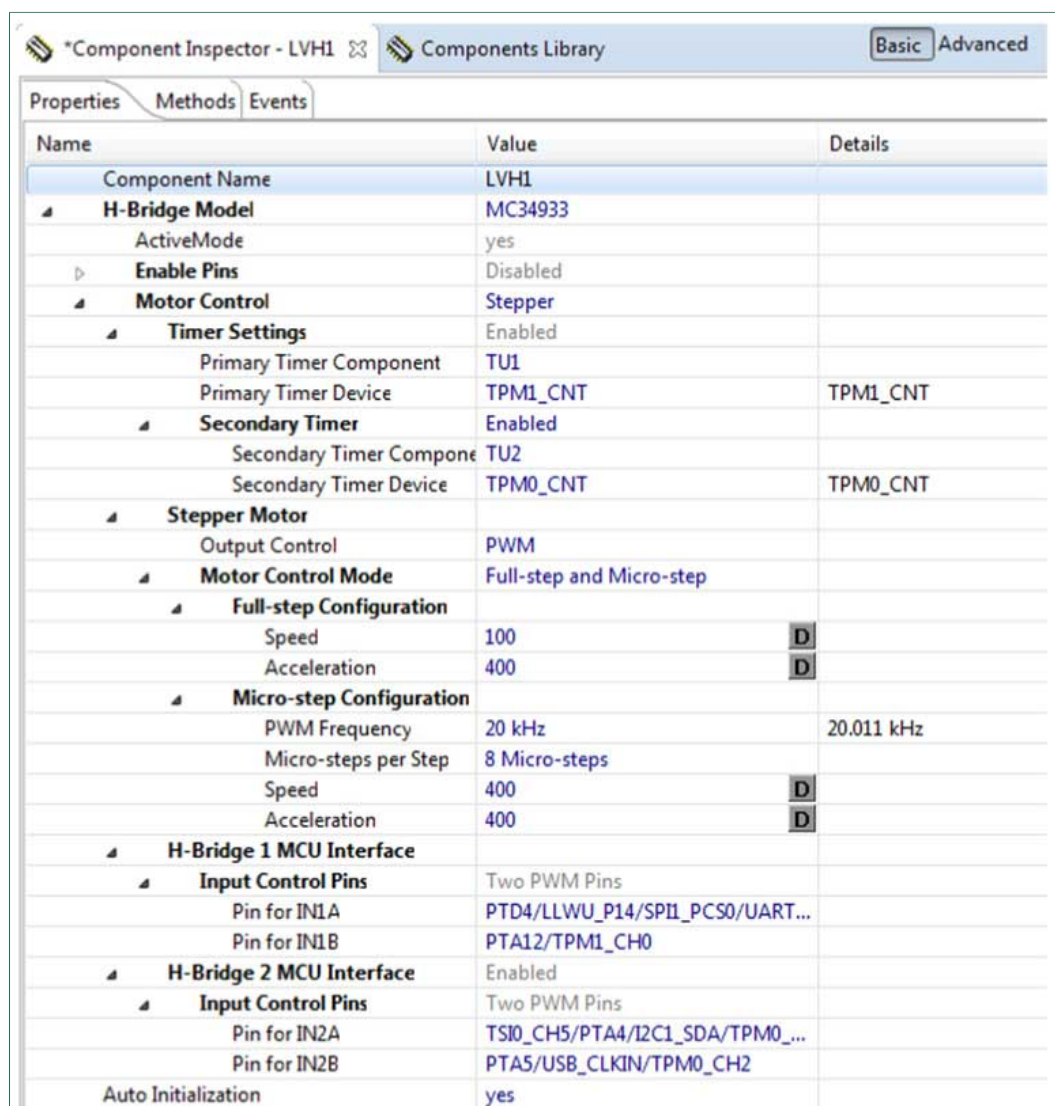 *Component Inspector - LVH1 Components Library Basic Advanced
Properties Methods Events
Name Value Details
Component Name LVH1
H-Bridge Model MC34933
ActiveMode yes
Enable Pins Disabled
Motor Control Stepper
Timer Settings Enabled
Primary Timer Component TU1
Primary Timer Device TPM1_CNT TPM1_CNT
Secondary Timer Enabled
Secondary Timer Compone TU2
Secondary Timer Device TPM0_CNT TPM0_CNT
Stepper Motor
Output Control PWM
Motor Control Mode Full-step and Micro-step
Full-step Configuration
Speed 100 D
Acceleration 400 D
Micro-step Configuration
PWM Frequency 20 kHz 20.011 kHz
Micro-steps per Step 8 Micro-steps
Speed 400 D
Acceleration 400 D
H-Bridge 1 MCU Interface
Input Control Pins Two PWM Pins
Pin for IN1A PTD4/LLWU_P14/SPI1_PCS0/UART...
Pin for IN1B PTA12/TPM1_CH0
H-Bridge 2 MCU Interface Enabled
Input Control Pins Two PWM Pins
Pin for IN2A TSI0_CH5/PTA4/I2C1_SDA/TPM0_...
Pin for IN2B PTA5/USB_CLKIN/TPM0_CH2
Auto Initialization yes